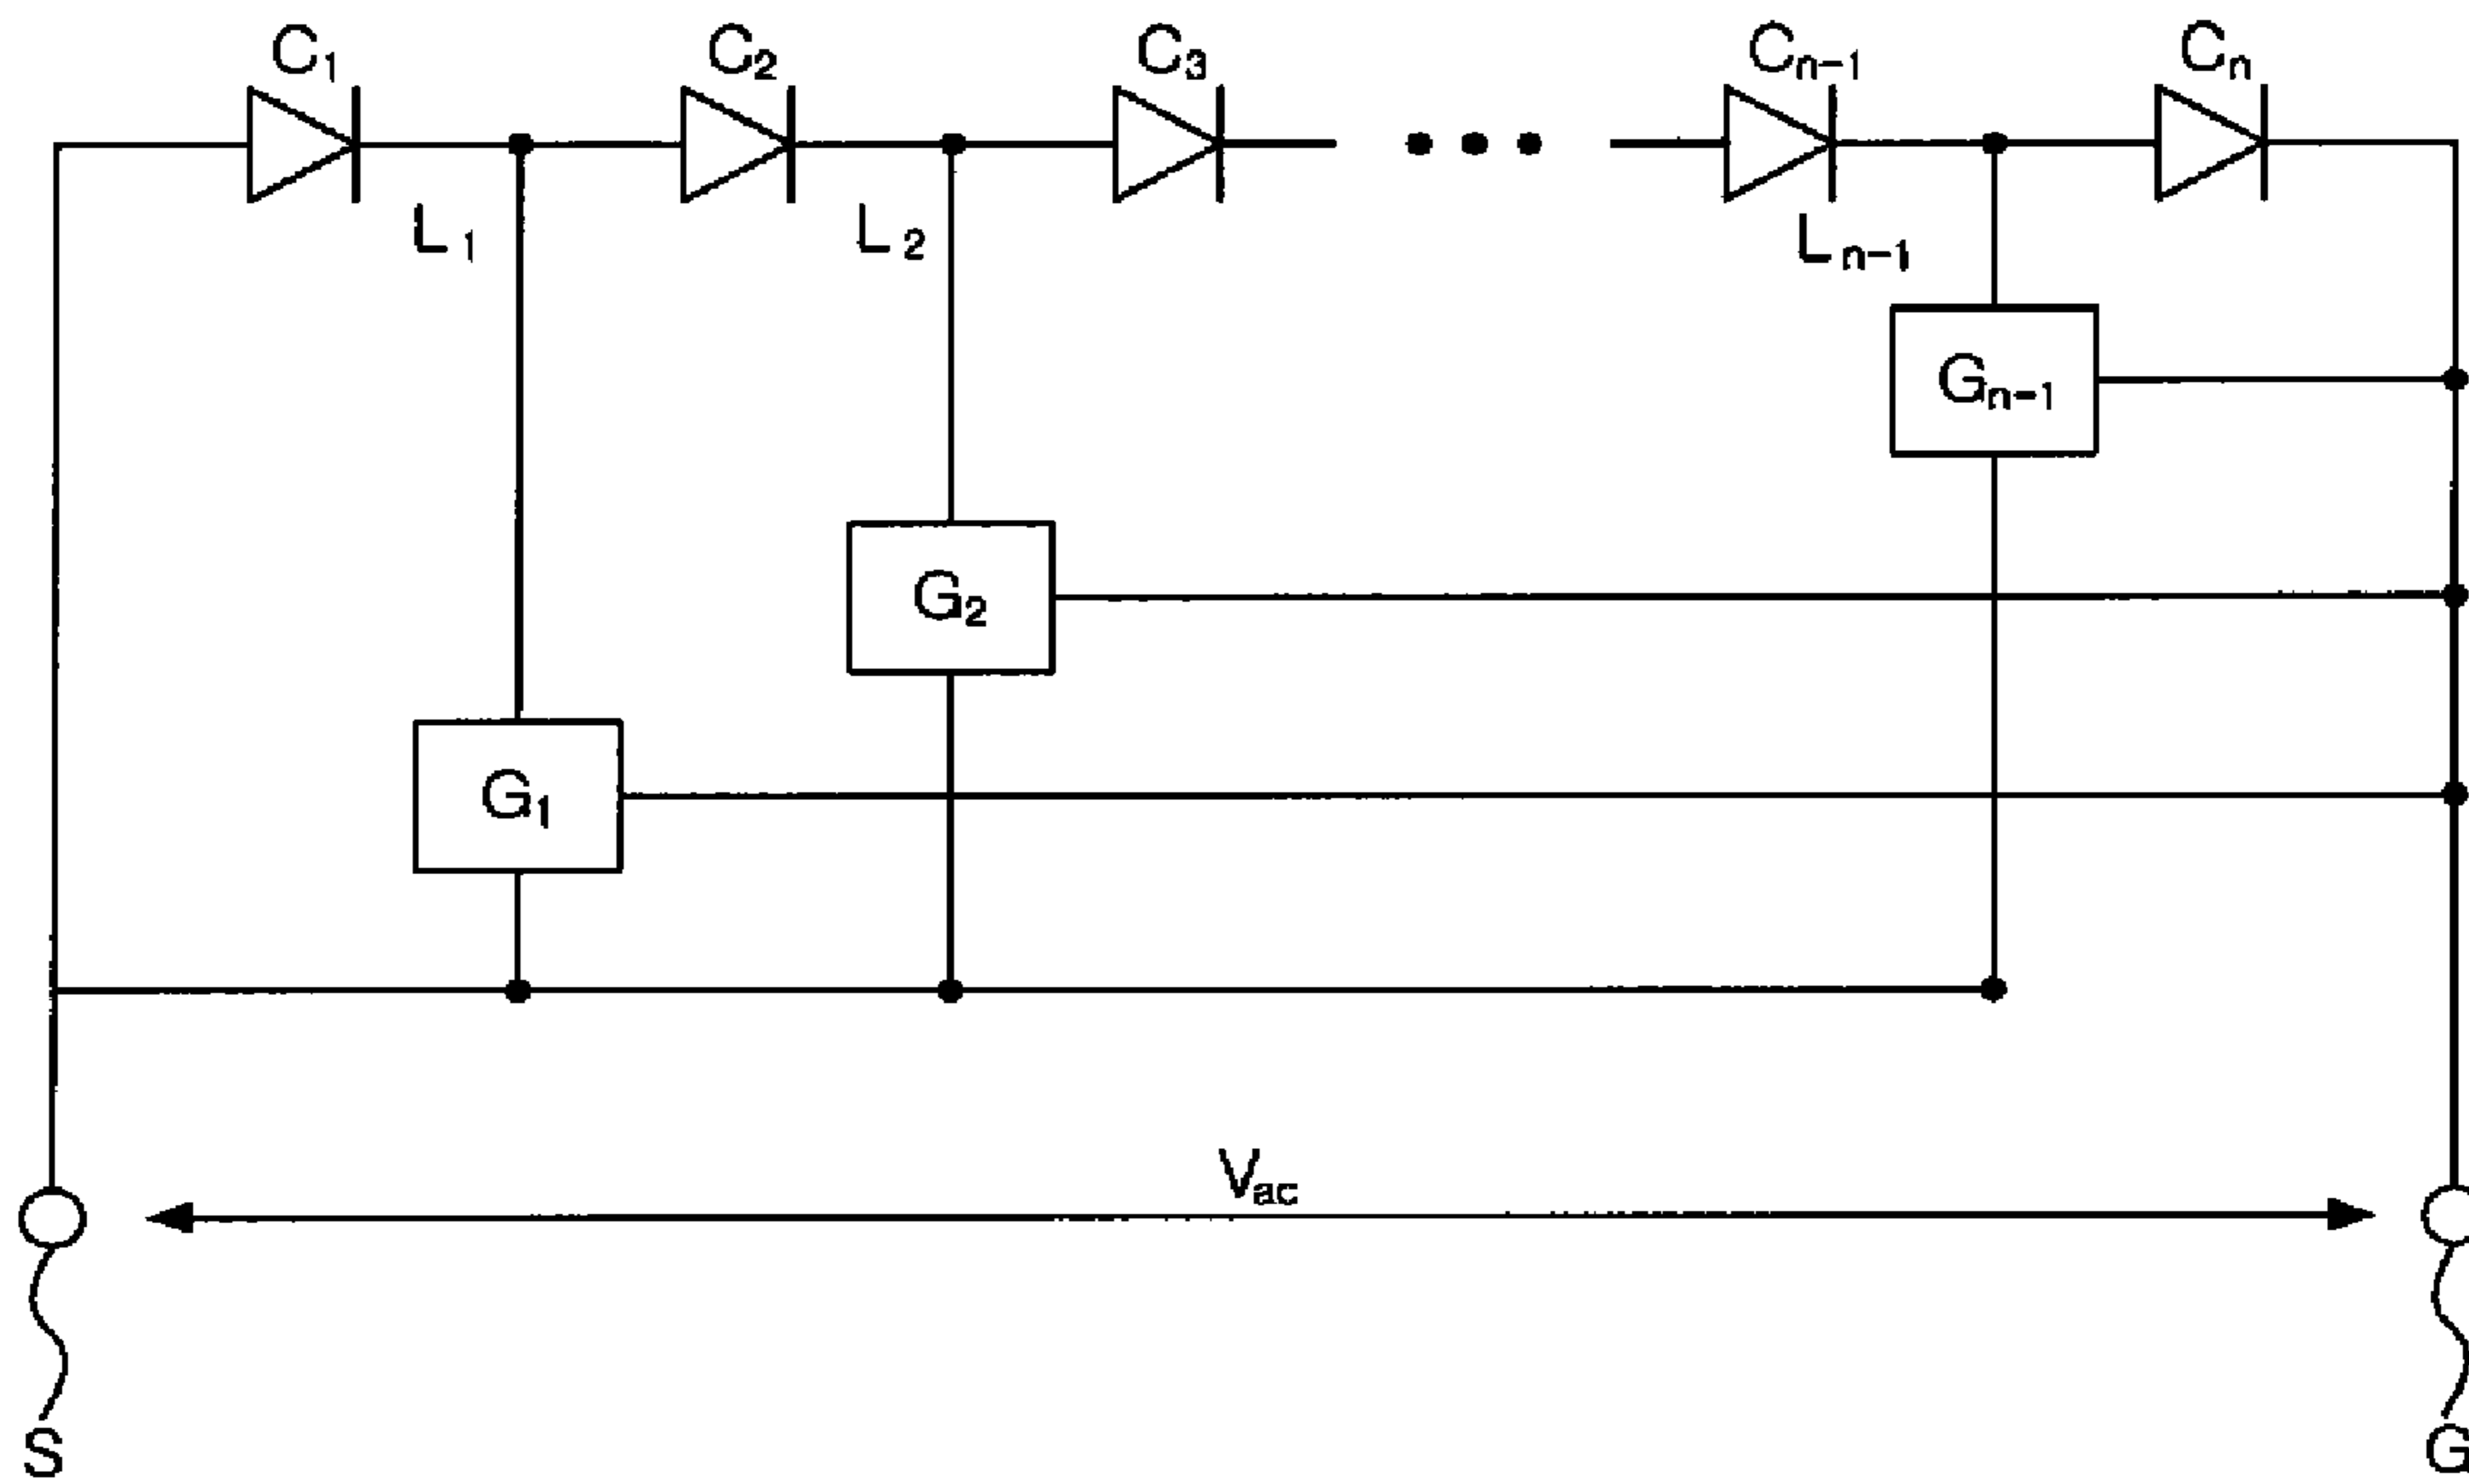 C₁ C₂ C₃ Cₙ₋₁ Cₙ
L₁ L₂ Lₙ₋₁
Gₙ₋₁
G₂
G₁
Vac
S G